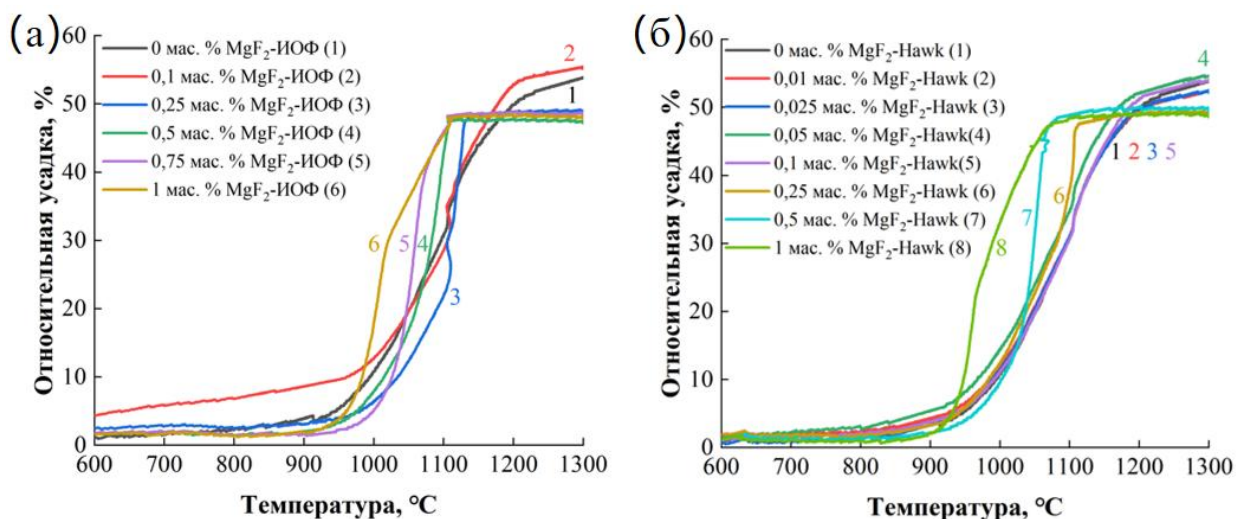 (а)
Относительная усадка, %
60
50
40
30
20
10
0
0 мас. % MgF₂-ИОФ (1)
0,1 мас. % MgF₂-ИОФ (2)
0,25 мас. % MgF₂-ИОФ (3)
0,5 мас. % MgF₂-ИОФ (4)
0,75 мас. % MgF₂-ИОФ (5)
1 мас. % MgF₂-ИОФ (6)
2
1
6
5
4
3
600 700 800 900 1000 1100 1200 1300
Температура, °C
(б)
Относительная усадка, %
60
50
40
30
20
10
0
0 мас. % MgF₂-Hawk (1)
0,01 мас. % MgF₂-Hawk (2)
0,025 мас. % MgF₂-Hawk (3)
0,05 мас. % MgF₂-Hawk(4)
0,1 мас. % MgF₂-Hawk(5)
0,25 мас. % MgF₂-Hawk (6)
0,5 мас. % MgF₂-Hawk (7)
1 мас. % MgF₂-Hawk (8)
4
1 2 3 5
6
7
8
600 700 800 900 1000 1100 1200 1300
Температура, °C